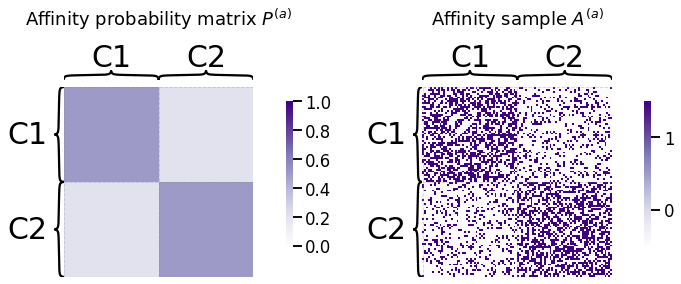 Affinity probability matrix P^(a)
C1 C2
C1
C2
1.0
0.8
0.6
0.4
0.2
0.0
Affinity sample A^(a)
C1 C2
C1
C2
1
0